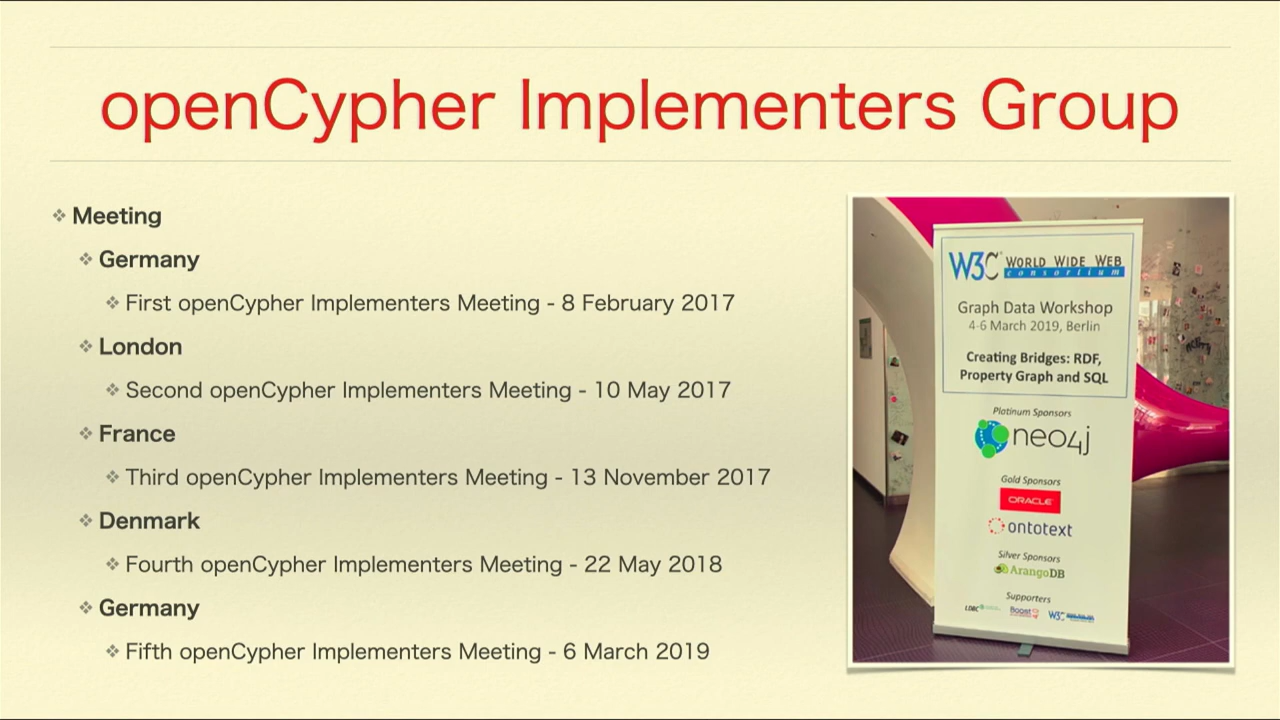 openCypher Implementers Group
Meeting
Germany
First openCypher Implementers Meeting - 8 February 2017
London
Second openCypher Implementers Meeting - 10 May 2017
France
Third openCypher Implementers Meeting - 13 November 2017
Denmark
Fourth openCypher Implementers Meeting - 22 May 2018
Germany
Fifth openCypher Implementers Meeting - 6 March 2019
W3C® WORLD WIDE WEB
consortium
Graph Data Workshop
4-6 March 2019, Berlin
Creating Bridges: RDF,
Property Graph and SQL
Platinum Sponsors
neo4j
Gold Sponsors
ORACLE
ontotext
Silver Sponsors
ArangoDB
Supporters
LDBC Boost W3C